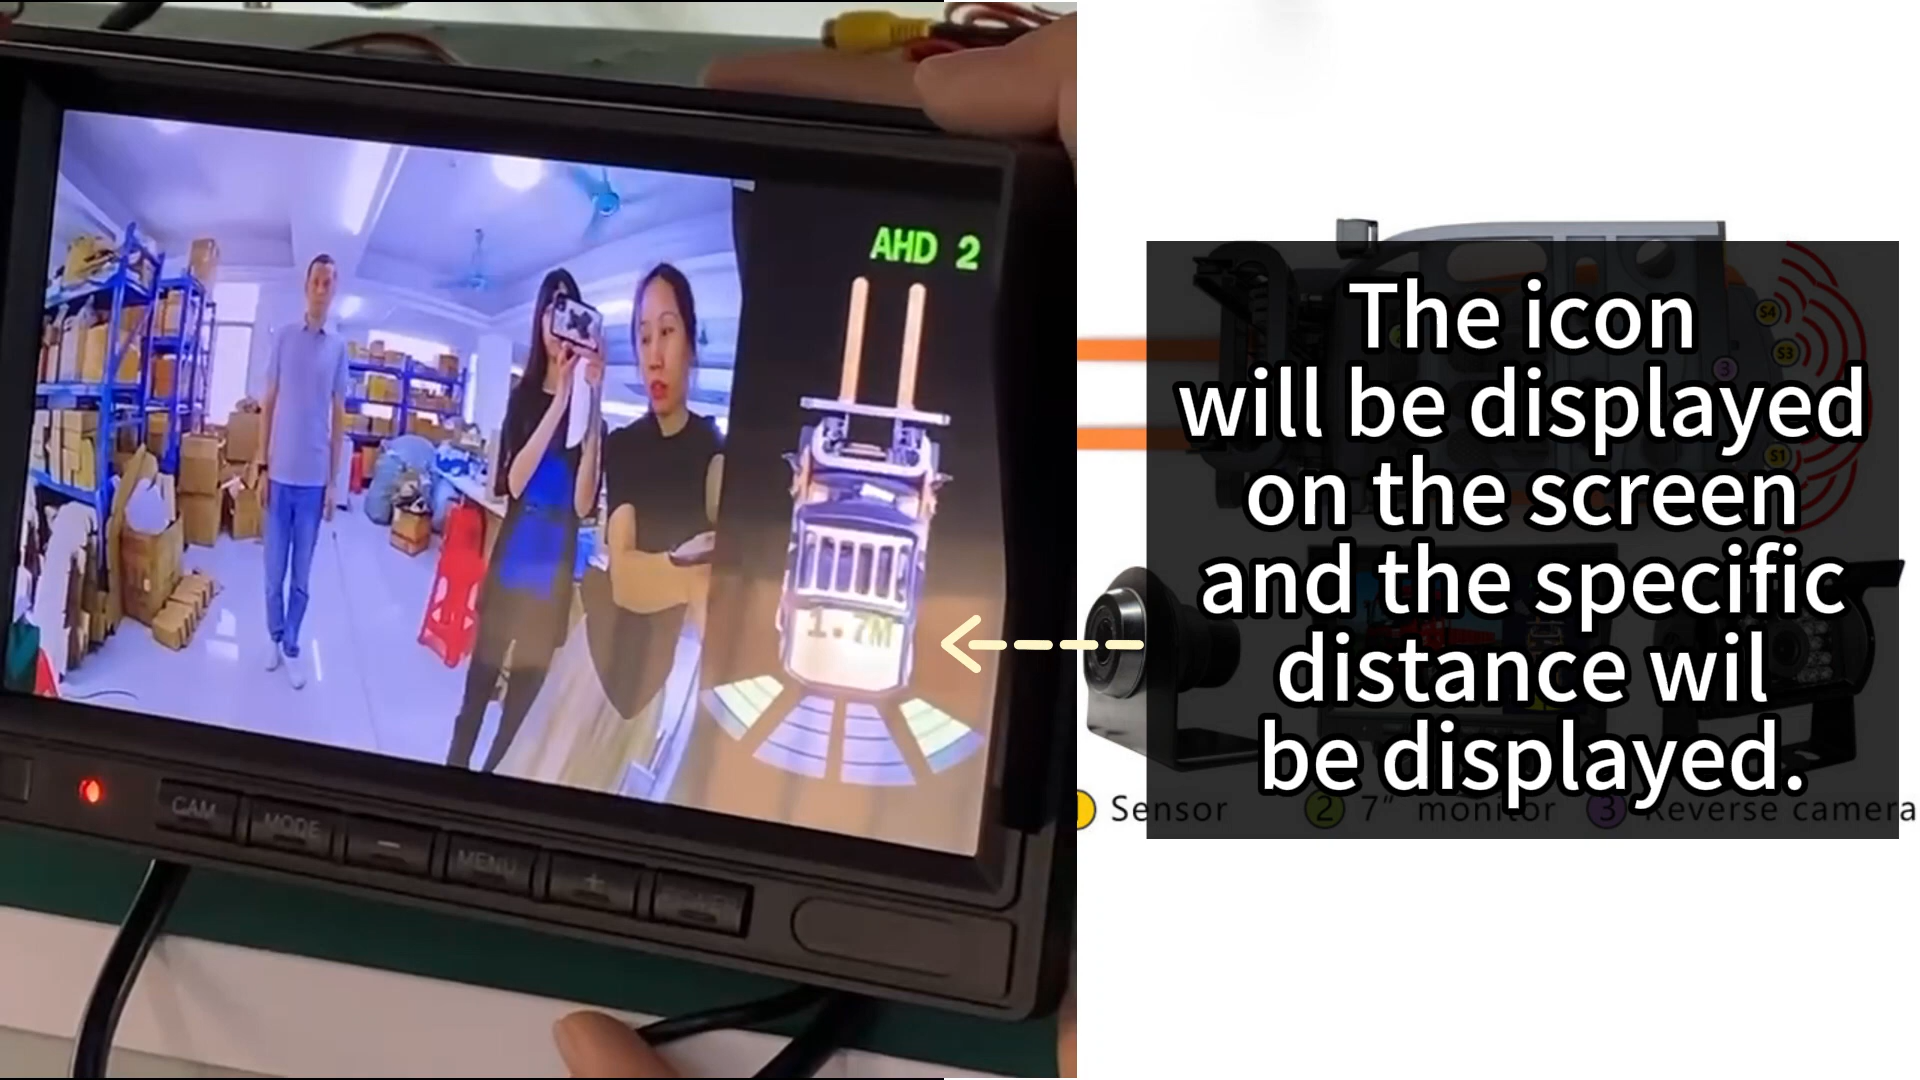 AHD 2
1.7M
CAM
MODE
–
MENU
+
The icon
will be displayed
on the screen
and the specific
distance wil
be displayed.
S4
S3
3
S1
Sensor
2 7" monitor
3 Reverse camera